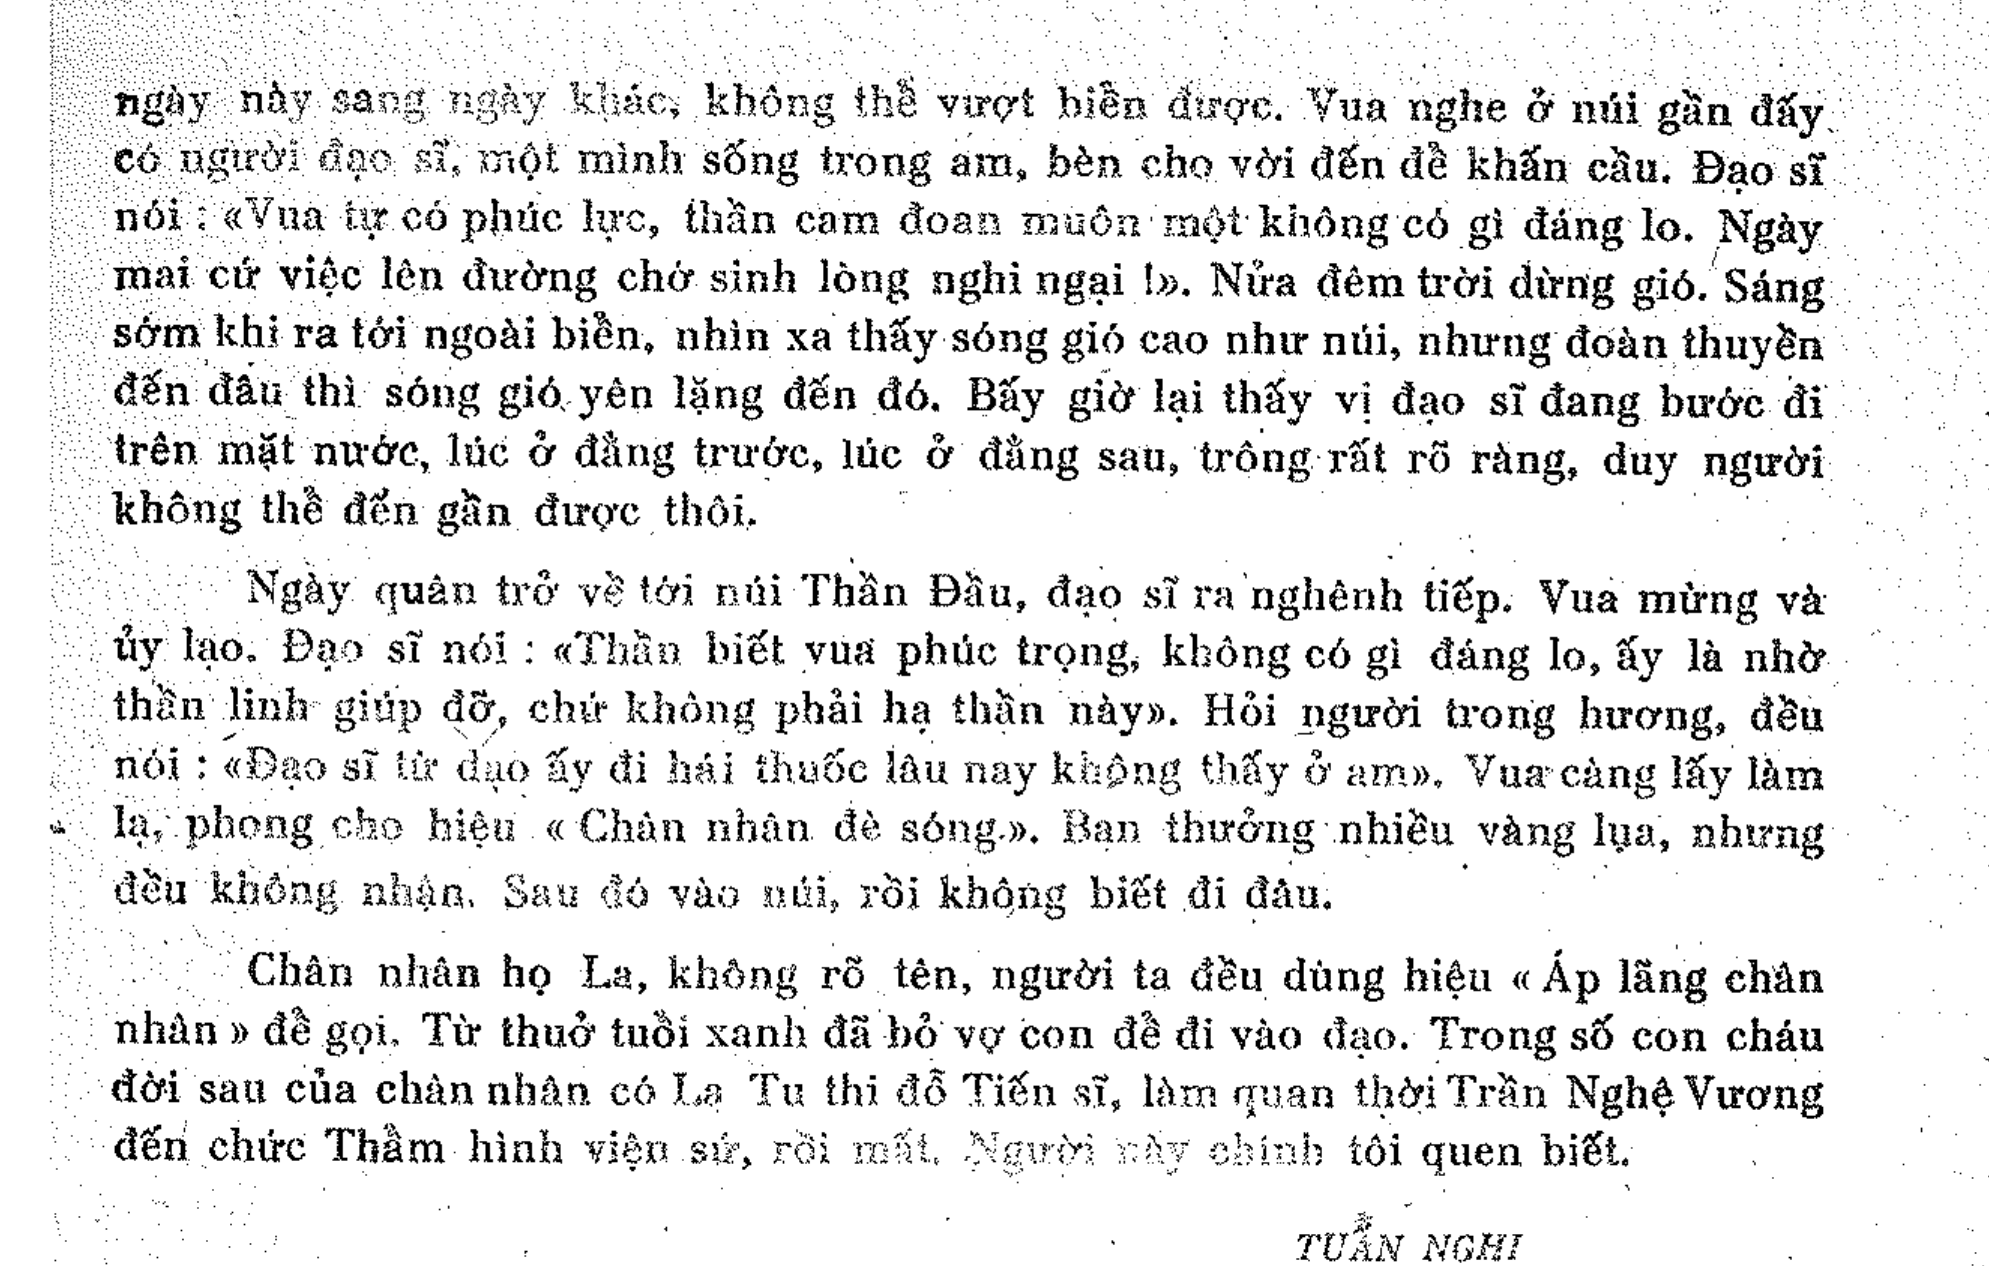 ngày này sang ngày khác, không thể vượt biển được. Vua nghe ở núi gần đấy
có người đạo sĩ, một mình sống trong am, bèn cho vời đến để khấn cầu. Đạo sĩ
nói : «Vua tự có phúc lực, thần cam đoan muôn một không có gì đáng lo. Ngày
mai cứ việc lên đường chớ sinh lòng nghi ngại !». Nửa đêm trời dừng gió. Sáng
sớm khi ra tới ngoài biển, nhìn xa thấy sóng gió cao như núi, nhưng đoàn thuyền
đến đâu thì sóng gió yên lặng đến đó. Bấy giờ lại thấy vị đạo sĩ đang bước đi
trên mặt nước, lúc ở đằng trước, lúc ở đằng sau, trông rất rõ ràng, duy người
không thể đến gần được thôi.
Ngày quân trở về tới núi Thần Đầu, đạo sĩ ra nghênh tiếp. Vua mừng và
ủy lạo. Đạo sĩ nói : «Thần biết vua phúc trọng, không có gì đáng lo, ấy là nhờ
thần linh giúp đỡ, chứ không phải hạ thần này». Hỏi người trong hương, đều
nói : «Đạo sĩ từ dạo ấy đi hái thuốc lâu nay không thấy ở am». Vua càng lấy làm
lạ, phong cho hiệu « Chân nhân đè sóng ». Ban thưởng nhiều vàng lụa, nhưng
đều không nhận. Sau đó vào núi, rồi không biết đi đâu.
Chân nhân họ La, không rõ tên, người ta đều dùng hiệu « Áp lãng chân
nhân » để gọi. Từ thuở tuổi xanh đã bỏ vợ con để đi vào đạo. Trong số con cháu
đời sau của chân nhân có La Tu thi đỗ Tiến sĩ, làm quan thời Trần Nghệ Vương
đến chức Thẩm hình viện sứ, rồi mất. Người này chính tôi quen biết.
TUẤN NGHI